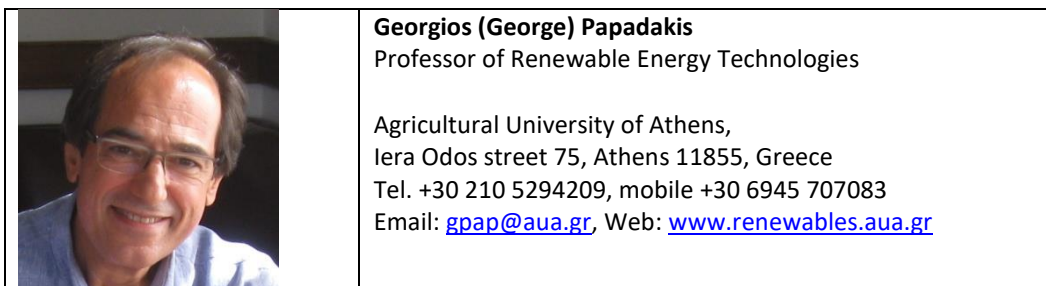 Georgios (George) Papadakis
Professor of Renewable Energy Technologies
Agricultural University of Athens,
Iera Odos street 75, Athens 11855, Greece
Tel. +30 210 5294209, mobile +30 6945 707083
Email: gpap@aua.gr, Web: www.renewables.aua.gr